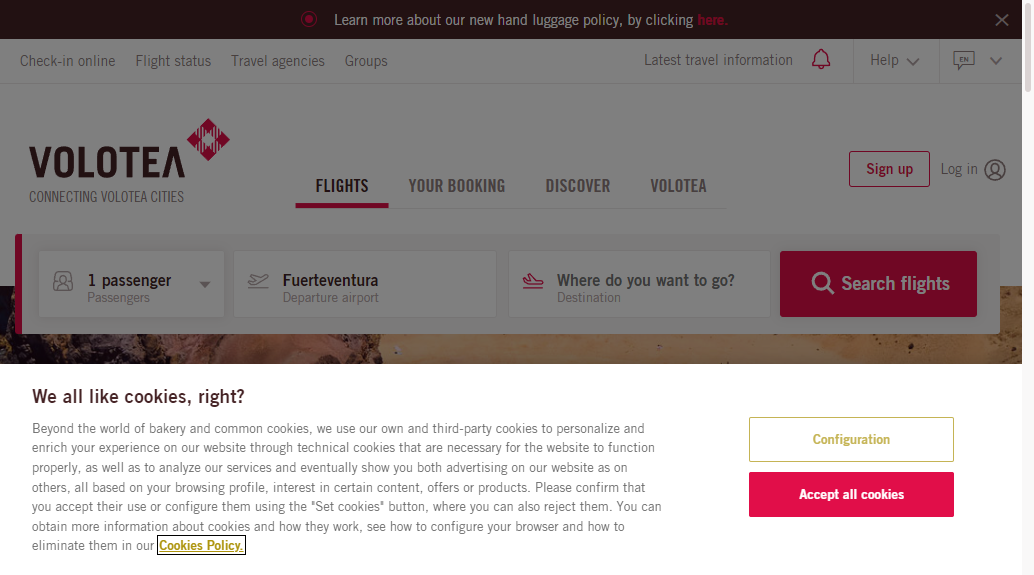 Learn more about our new hand luggage policy, by clicking here.
Check-in online Flight status Travel agencies Groups Latest travel information Help EN
VOLOTEA
CONNECTING VOLOTEA CITIES
FLIGHTS YOUR BOOKING DISCOVER VOLOTEA
Sign up Log in
1 passenger
Passengers
Fuerteventura
Departure airport
Where do you want to go?
Destination
Search flights
We all like cookies, right?
Beyond the world of bakery and common cookies, we use our own and third-party cookies to personalize and
enrich your experience on our website through technical cookies that are necessary for the website to function
properly, as well as to analyze our services and eventually show you both advertising on our website as on
others, all based on your browsing profile, interest in certain content, offers or products. Please confirm that
you accept their use or configure them using the "Set cookies" button, where you can also reject them. You can
obtain more information about cookies and how they work, see how to configure your browser and how to
eliminate them in our Cookies Policy.
Configuration
Accept all cookies